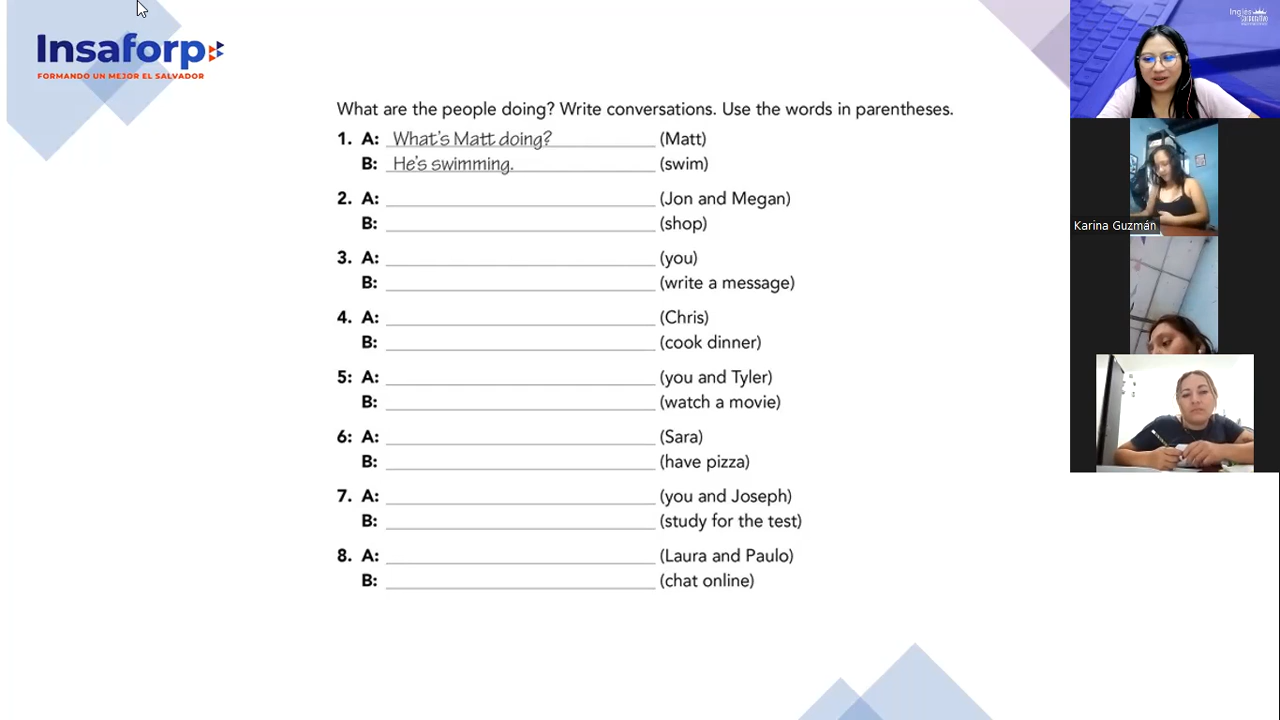 Insaforp
FORMANDO UN MEJOR EL SALVADOR
What are the people doing? Write conversations. Use the words in parentheses.
1. A: What's Matt doing? (Matt)
B: He's swimming. (swim)
2. A: (Jon and Megan)
B: (shop)
3. A: (you)
B: (write a message)
4. A: (Chris)
B: (cook dinner)
5: A: (you and Tyler)
B: (watch a movie)
6: A: (Sara)
B: (have pizza)
7. A: (you and Joseph)
B: (study for the test)
8. A: (Laura and Paulo)
B: (chat online)
Karina Guzmán